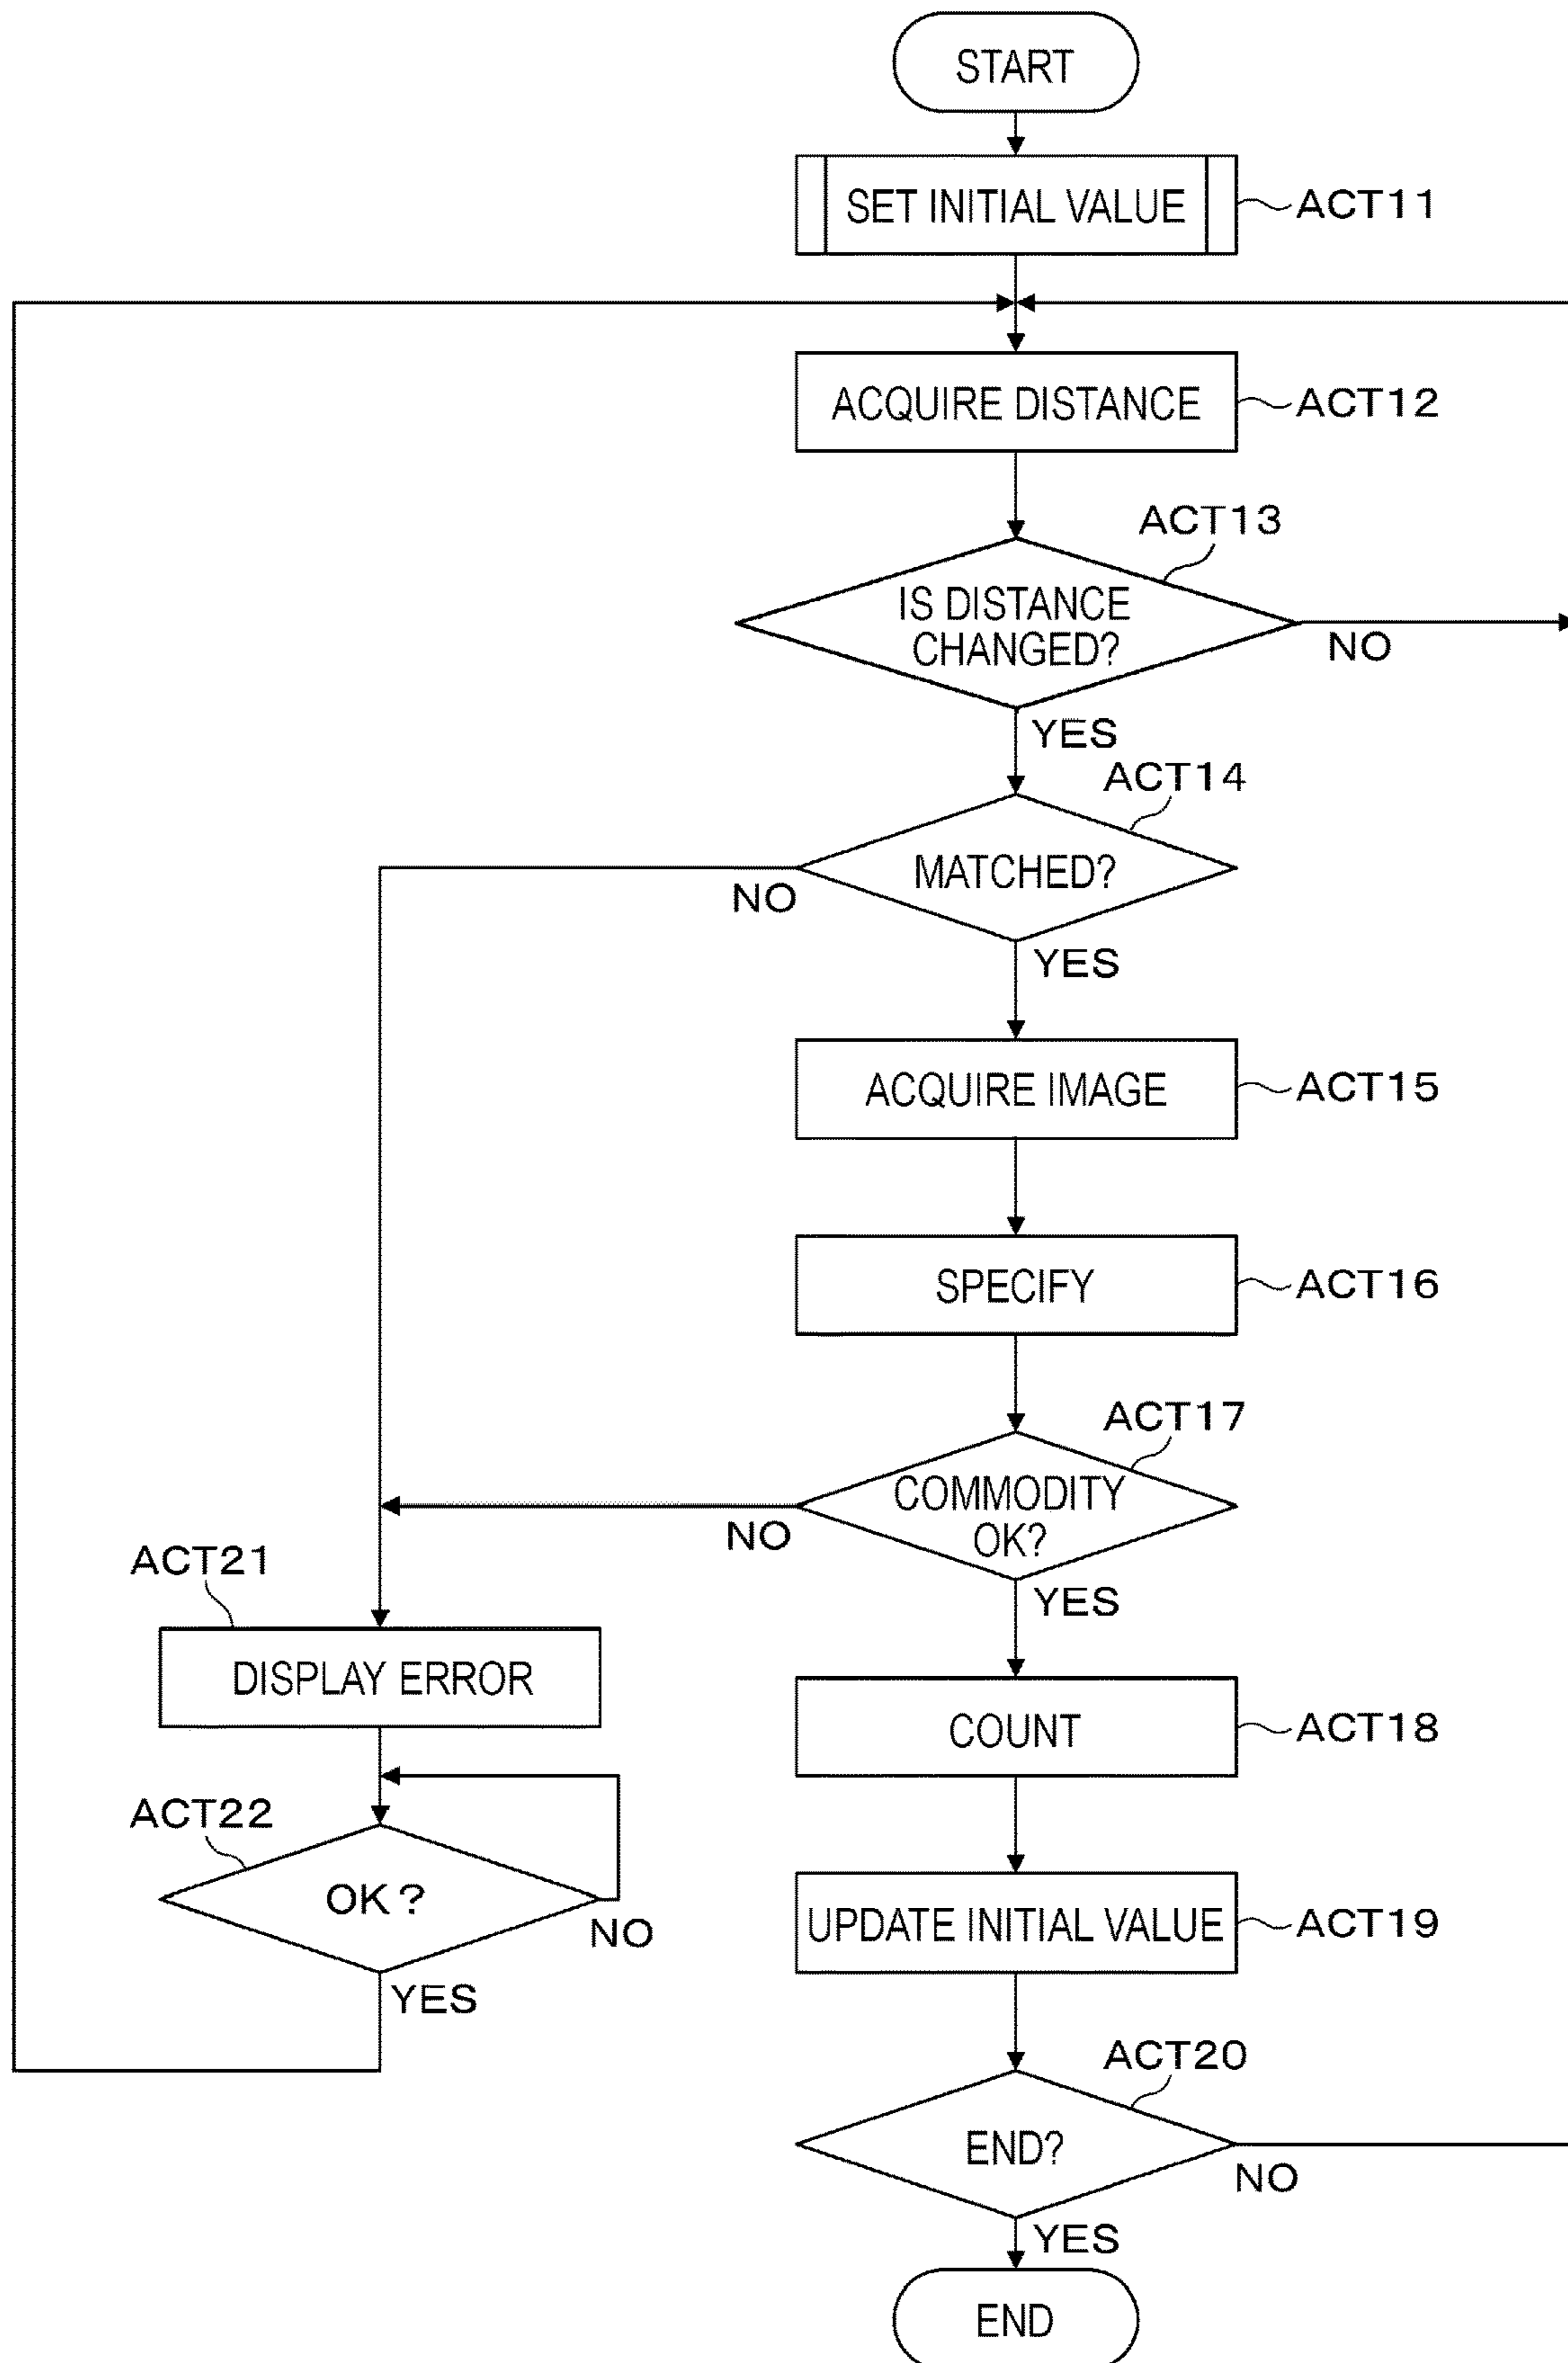 START
SET INITIAL VALUE
ACT11
ACQUIRE DISTANCE
ACT12
ACT13
IS DISTANCE
CHANGED?
NO
YES
ACT14
MATCHED?
NO
YES
ACQUIRE IMAGE
ACT15
SPECIFY
ACT16
ACT17
COMMODITY
OK?
NO
YES
ACT21
DISPLAY ERROR
COUNT
ACT18
ACT22
OK?
NO
YES
UPDATE INITIAL VALUE
ACT19
ACT20
END?
NO
YES
END